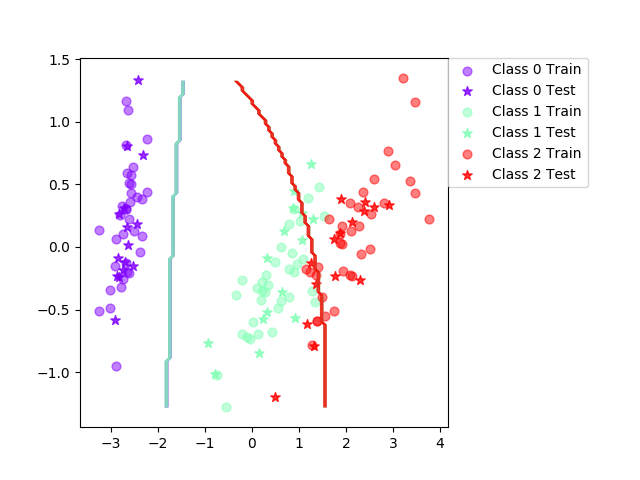 1.5
1.0
0.5
0.0
−0.5
−1.0
−3
−2
−1
0
1
2
3
4
Class 0 Train
Class 0 Test
Class 1 Train
Class 1 Test
Class 2 Train
Class 2 Test